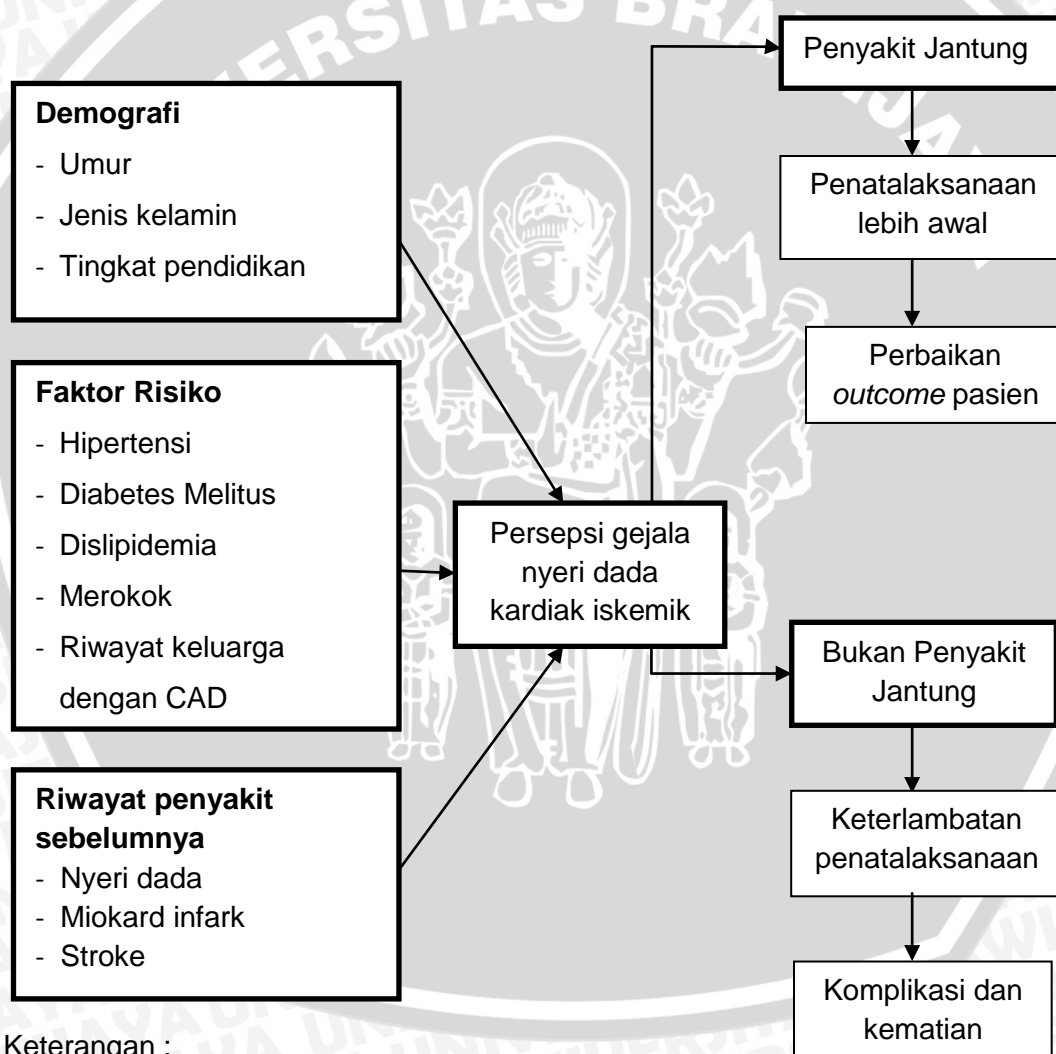 Demografi
- Umur
- Jenis kelamin
- Tingkat pendidikan
Faktor Risiko
- Hipertensi
- Diabetes Melitus
- Dislipidemia
- Merokok
- Riwayat keluarga
dengan CAD
Riwayat penyakit
sebelumnya
- Nyeri dada
- Miokard infark
- Stroke
Persepsi gejala
nyeri dada
kardiak iskemik
Penyakit Jantung
Penatalaksanaan
lebih awal
Perbaikan
outcome pasien
Bukan Penyakit
Jantung
Keterlambatan
penatalaksanaan
Komplikasi dan
kematian
Keterangan :